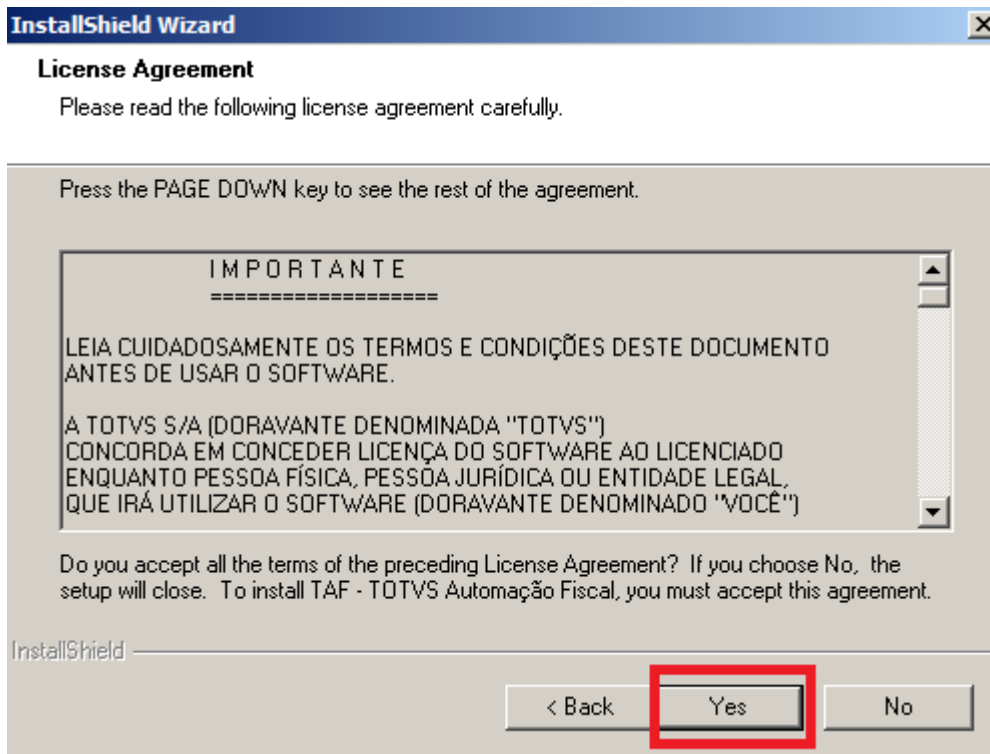 InstallShield Wizard
License Agreement
Please read the following license agreement carefully.
Press the PAGE DOWN key to see the rest of the agreement.
I M P O R T A N T E
===================
LEIA CUIDADOSAMENTE OS TERMOS E CONDIÇÕES DESTE DOCUMENTO
ANTES DE USAR O SOFTWARE.
A TOTVS S/A (DORAVANTE DENOMINADA "TOTVS")
CONCORDA EM CONCEDER LICENÇA DO SOFTWARE AO LICENCIADO
ENQUANTO PESSOA FÍSICA, PESSOA JURÍDICA OU ENTIDADE LEGAL,
QUE IRÁ UTILIZAR O SOFTWARE (DORAVANTE DENOMINADO "VOCÊ")
Do you accept all the terms of the preceding License Agreement? If you choose No, the
setup will close. To install TAF - TOTVS Automação Fiscal, you must accept this agreement.
InstallShield
< Back Yes No